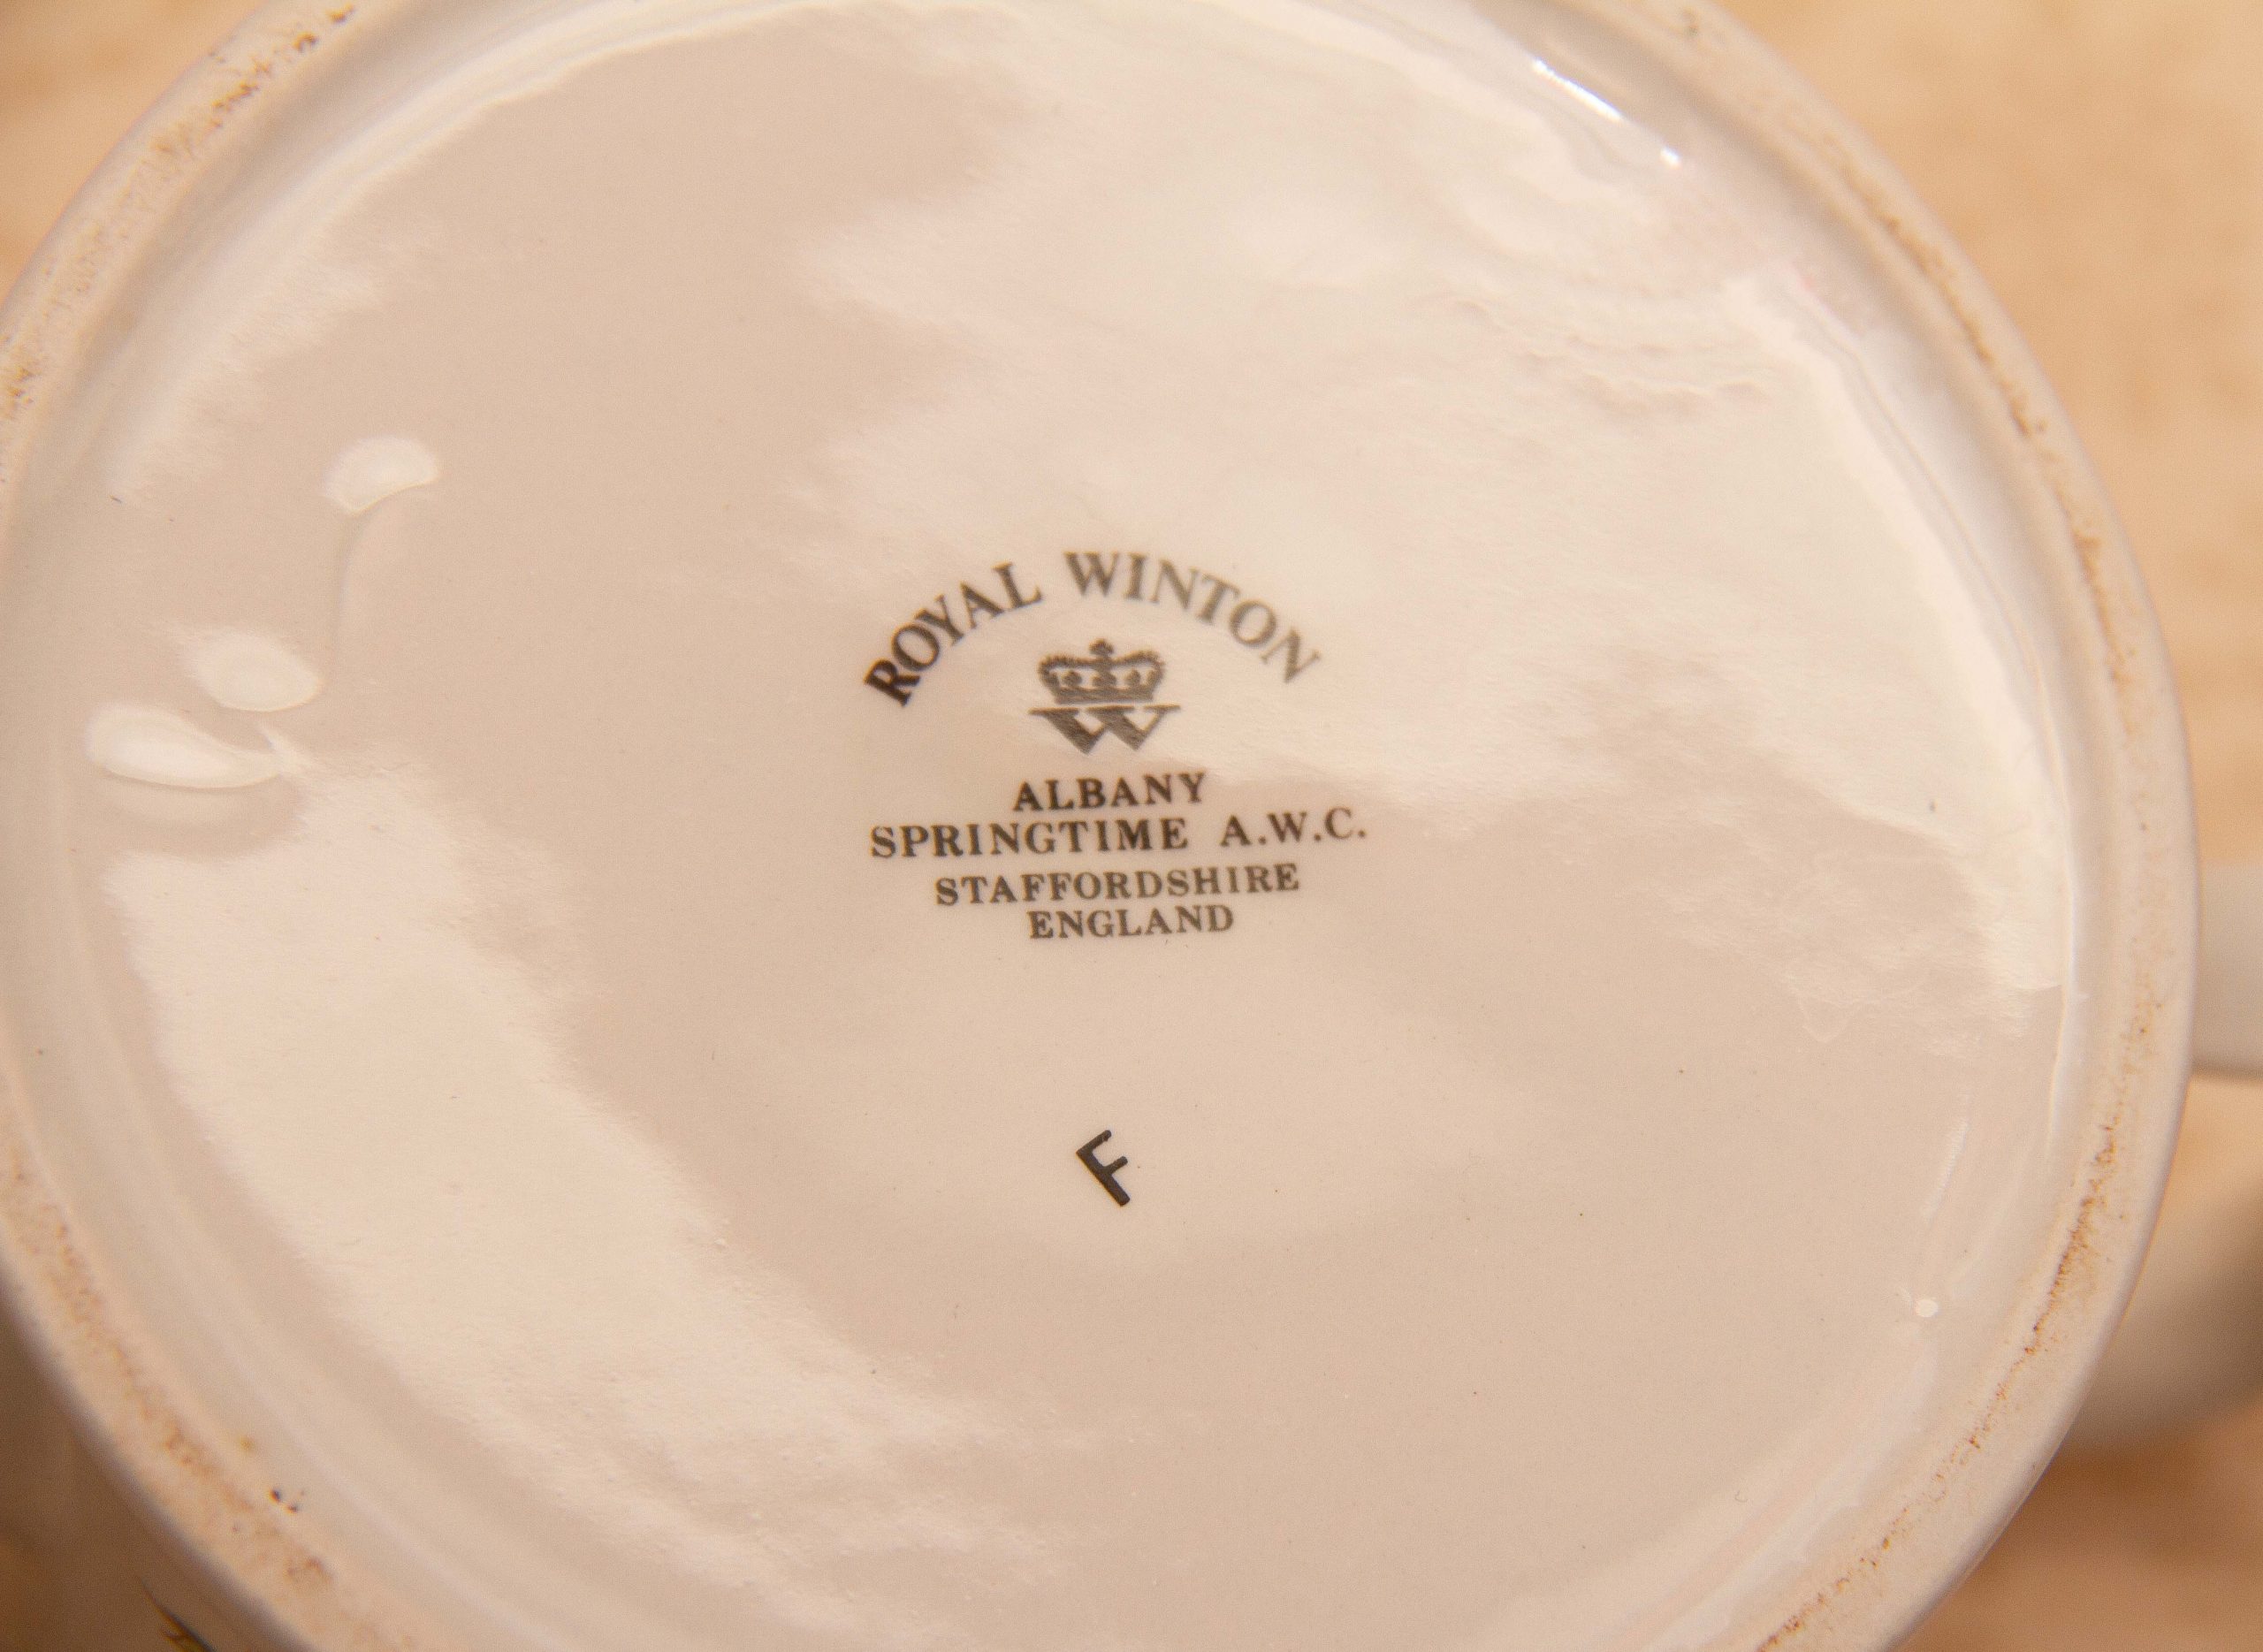 ROYAL WINTON
W
ALBANY
SPRINGTIME A.W.C.
STAFFORDSHIRE
ENGLAND
F